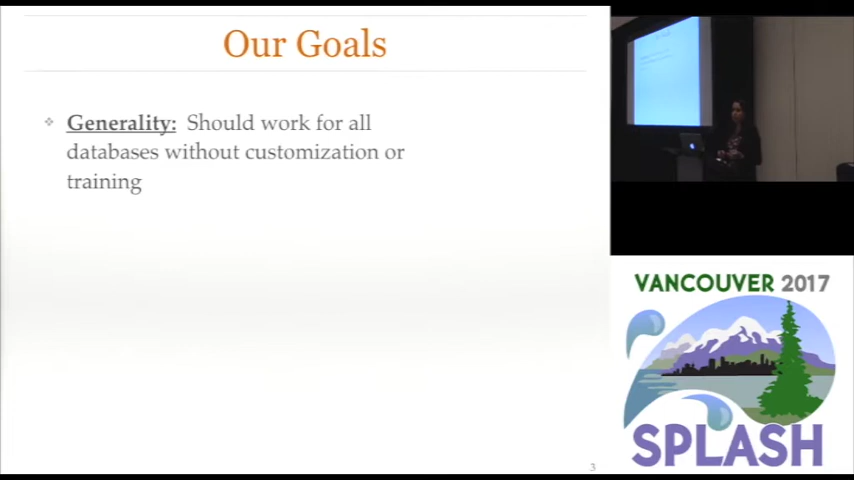 Our Goals
❖ Generality: Should work for all
databases without customization or
training
3
VANCOUVER 2017
SPLASH